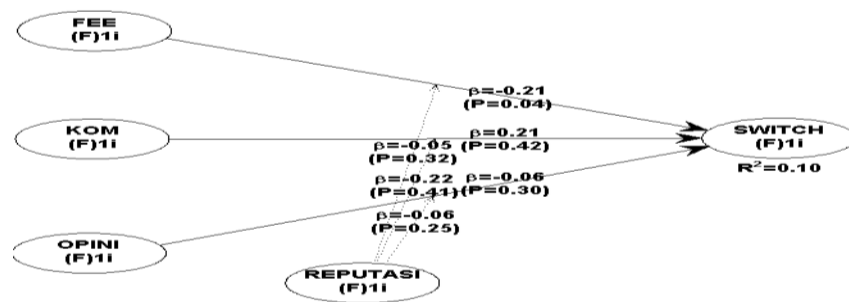 FEE
(F)1i
β=-0.21
(P=0.04)
KOM
(F)1i
β=0.21
(P=0.42)
SWITCH
(F)1i
R²=0.10
β=-0.05
(P=0.32)
β=-0.22
(P=0.41)
β=-0.06
(P=0.30)
β=-0.06
(P=0.25)
OPINI
(F)1i
REPUTASI
(F)1i